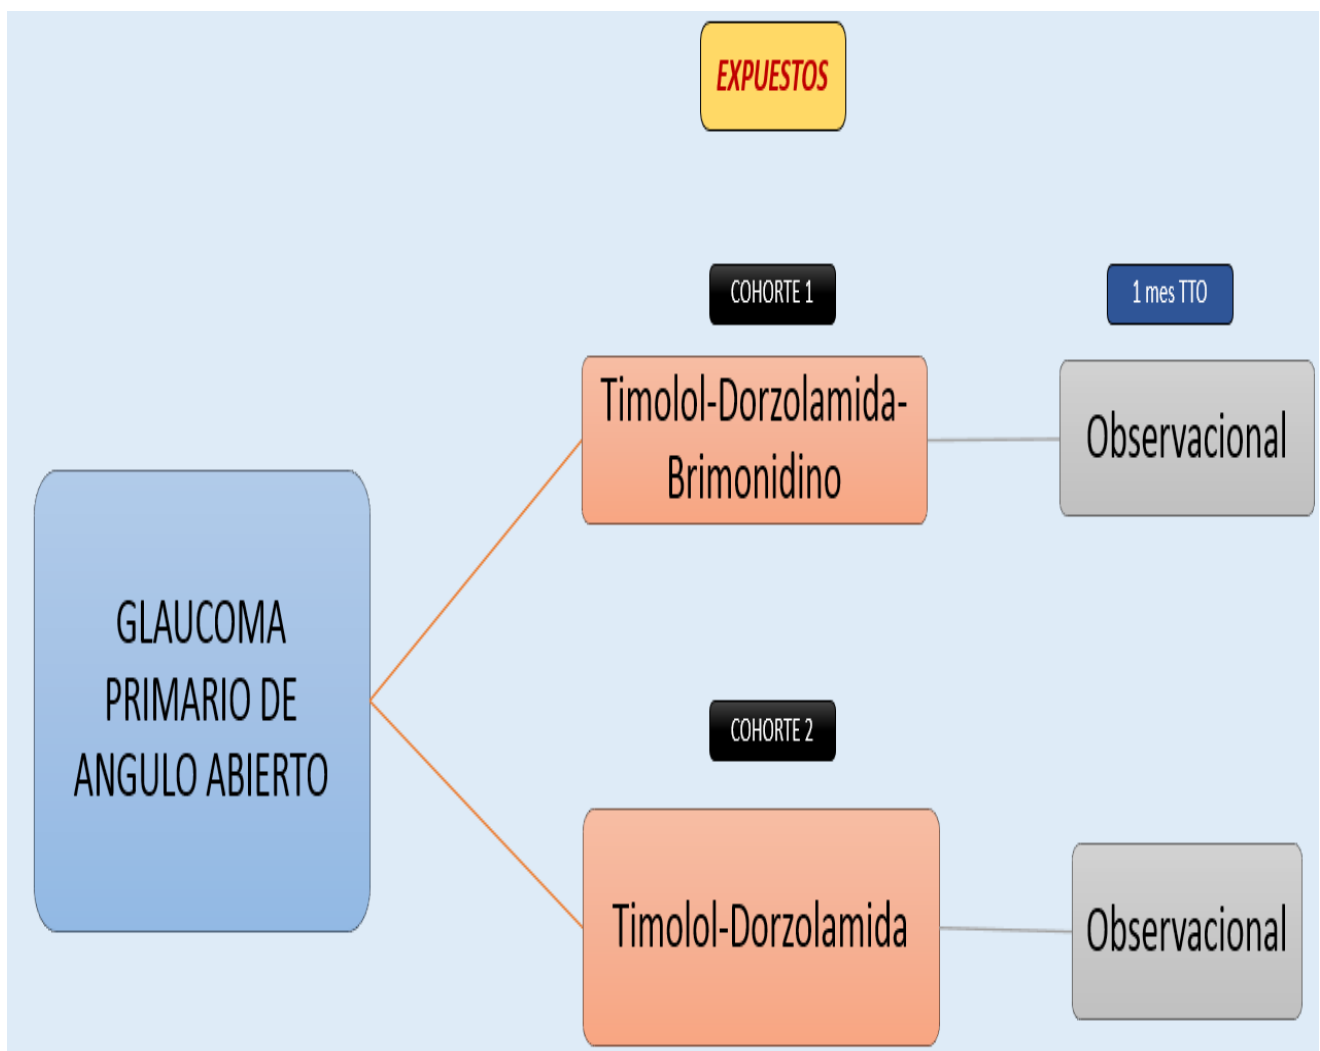 EXPUESTOS
COHORTE 1
1 mes TTO
Timolol-Dorzolamida-
Brimonidino
Observacional
GLAUCOMA
PRIMARIO DE
ANGULO ABIERTO
COHORTE 2
Timolol-Dorzolamida
Observacional